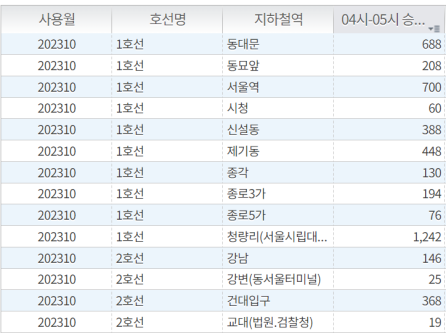 사용월 호선명 지하철역 04시-05시 승...
202310 1호선 동대문 688
202310 1호선 동묘앞 208
202310 1호선 서울역 700
202310 1호선 시청 60
202310 1호선 신설동 388
202310 1호선 제기동 448
202310 1호선 종각 130
202310 1호선 종로3가 194
202310 1호선 종로5가 76
202310 1호선 청량리(서울시립대... 1,242
202310 2호선 강남 146
202310 2호선 강변(동서울터미널) 25
202310 2호선 건대입구 368
202310 2호선 교대(법원.검찰청) 19